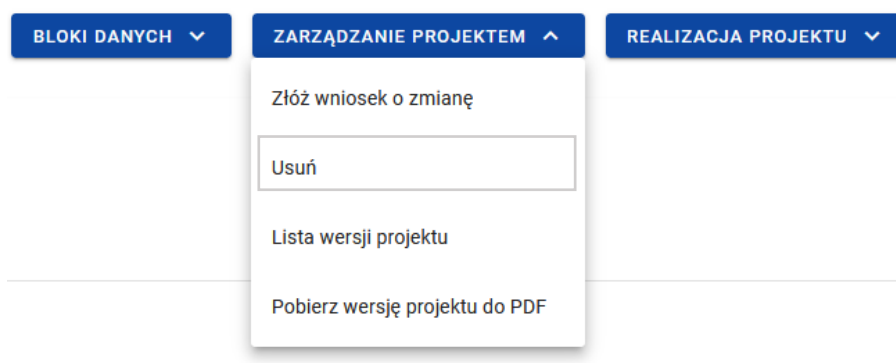 BLOKI DANYCH
ZARZĄDZANIE PROJEKTEM
REALIZACJA PROJEKTU
Złóż wniosek o zmianę
Usuń
Lista wersji projektu
Pobierz wersję projektu do PDF